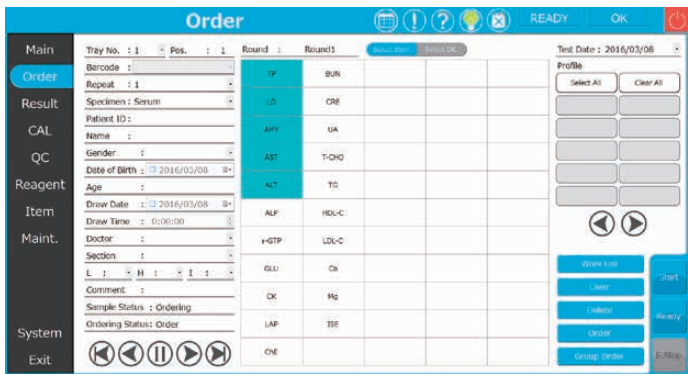 Order
READY OK
Main
Order
Result
CAL
QC
Reagent
Item
Maint.
System
Exit
Tray No. : 1 Pos. : 1
Barcode :
Repeat : 1
Specimen : Serum
Patient ID :
Name :
Gender :
Date of Birth : 2016/03/08
Age :
Draw Date : 2016/03/08
Draw Time : 0:00:00
Doctor :
Section :
L : H : I :
Comment :
Sample Status : Ordering
Ordering Status: Order
Round : Round1
TP BUN
LD CRE
AMY UA
AST T-CHO
ALT TG
ALP HDL-C
γ-GTP LDL-C
GLU Ca
CK Mg
LAP ISE
ChE
Test Date : 2016/03/08
Profile
Select All Clear All
Work List
Clear
Delete
Order
Group Order
Start
Ready
E.Stop